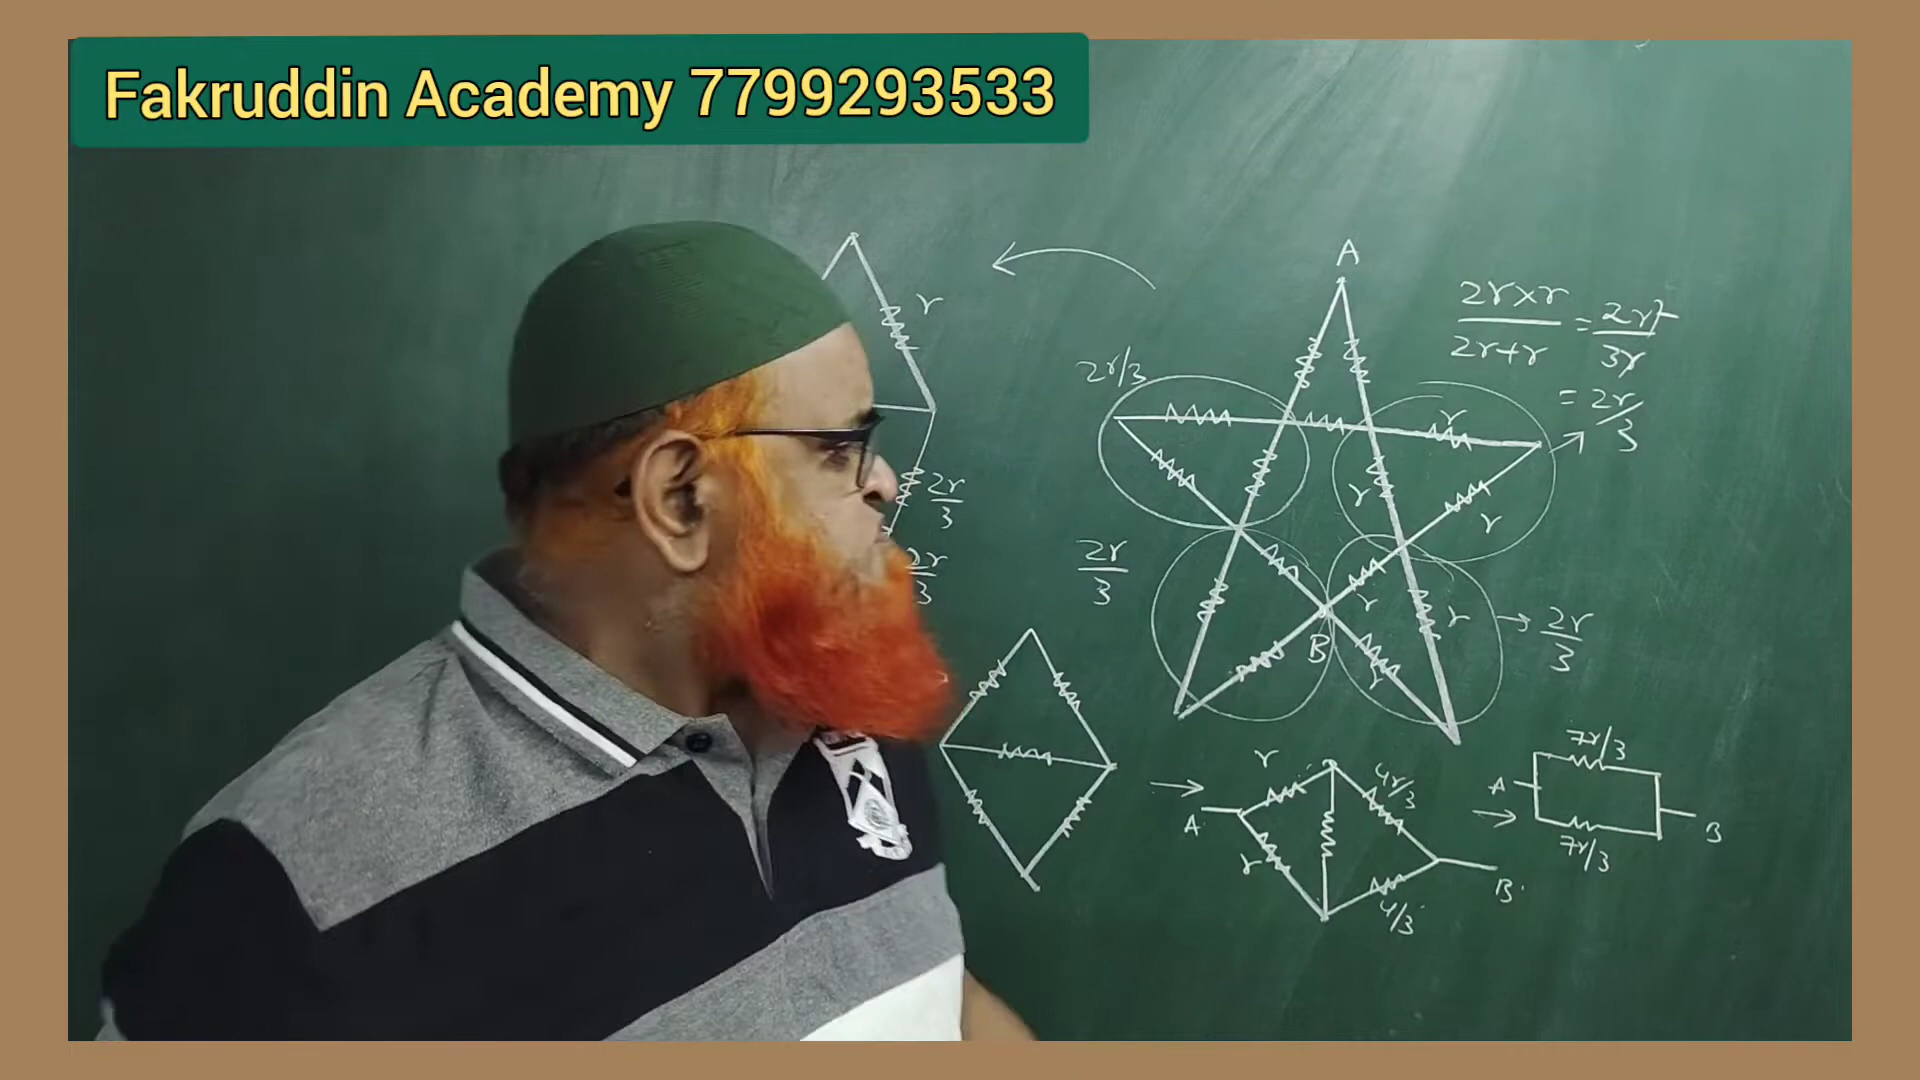 Fakruddin Academy 7799293533
A
2r×r
2r+r
= 2r²
3r
= 2r/3
2r/3
r
r
r
r
2r
3
2r
3
2r
3
r
r
r
B
→ 2r
3
r
4r/3
A
r
4/3
B
7r/3
A
7r/3
B